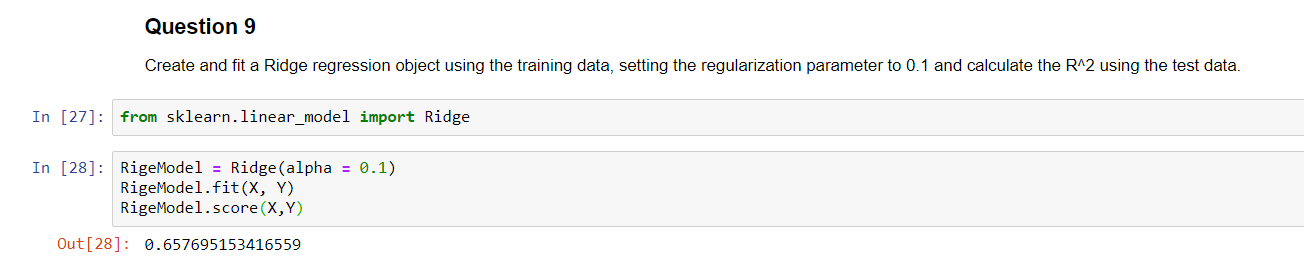 Question 9
Create and fit a Ridge regression object using the training data, setting the regularization parameter to 0.1 and calculate the R^2 using the test data.
In [27]: from sklearn.linear_model import Ridge
In [28]: RigeModel = Ridge(alpha = 0.1)
RigeModel.fit(X, Y)
RigeModel.score(X,Y)
Out[28]: 0.657695153416559